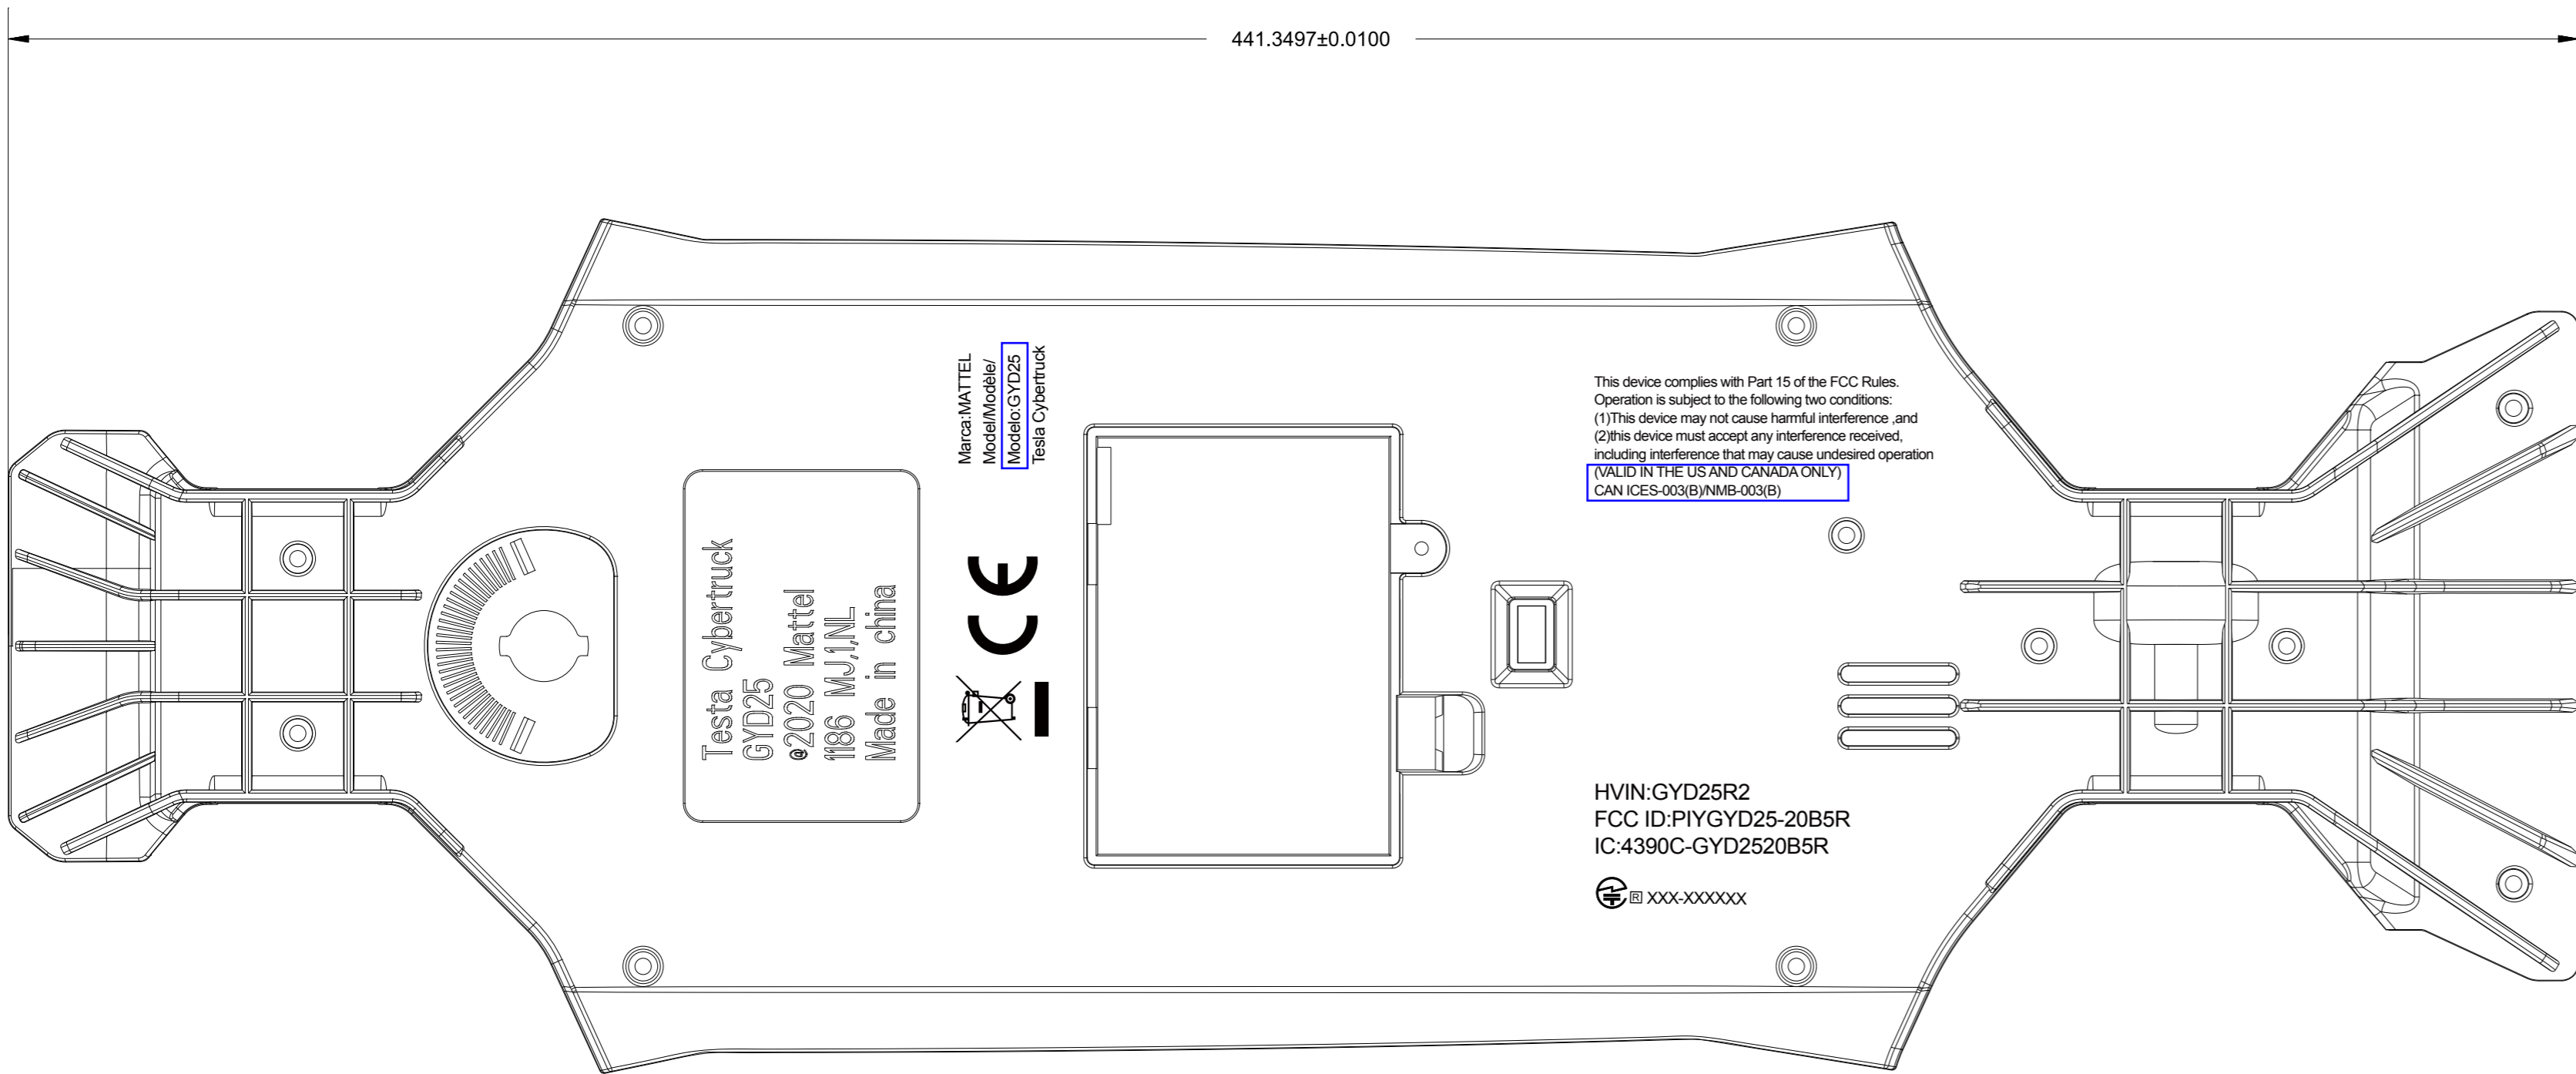 441.3497±0.0100
Marca:MATTEL
Model/Modèle/
Modelo:GYD25
Tesla Cybertruck
This device complies with Part 15 of the FCC Rules.
Operation is subject to the following two conditions:
(1)This device may not cause harmful interference ,and
(2)this device must accept any interference received,
including interference that may cause undesired operation
(VALID IN THE US AND CANADA ONLY)
CAN ICES-003(B)/NMB-003(B)
Testa Cybertruck
GYD25
@2020 Mattel
1186 MJ,1,NL
Made in china
CE
HVIN:GYD25R2
FCC ID:PIYGYD25-20B5R
IC:4390C-GYD2520B5R
R XXX-XXXXXX